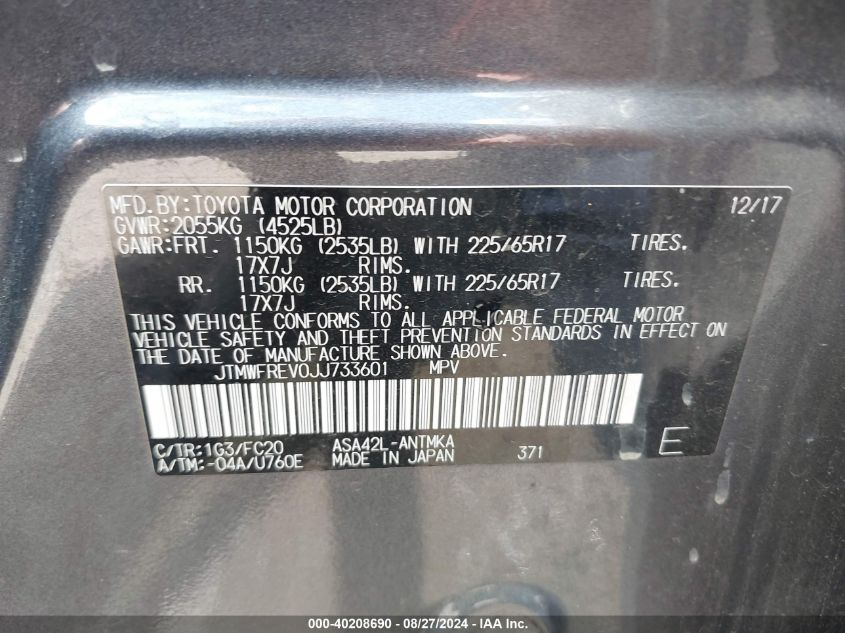 MFD.BY:TOYOTA MOTOR CORPORATION 12/17
GVWR:2055KG (4525LB)
GAWR:FRT. 1150KG (2535LB) WITH 225/65R17 TIRES.
17X7J RIMS.
RR. 1150KG (2535LB) WITH 225/65R17 TIRES.
17X7J RIMS.
THIS VEHICLE CONFORMS TO ALL APPLICABLE FEDERAL MOTOR
VEHICLE SAFETY AND THEFT PREVENTION STANDARDS IN EFFECT ON
THE DATE OF MANUFACTURE SHOWN ABOVE.
JTMWFREV0JJ733601 MPV
C/TR:1G3/FC20 ASA42L-ANTMKA
A/TM:-04A/U760E MADE IN JAPAN 371 E
000-40208690 - 08/27/2024 - IAA Inc.